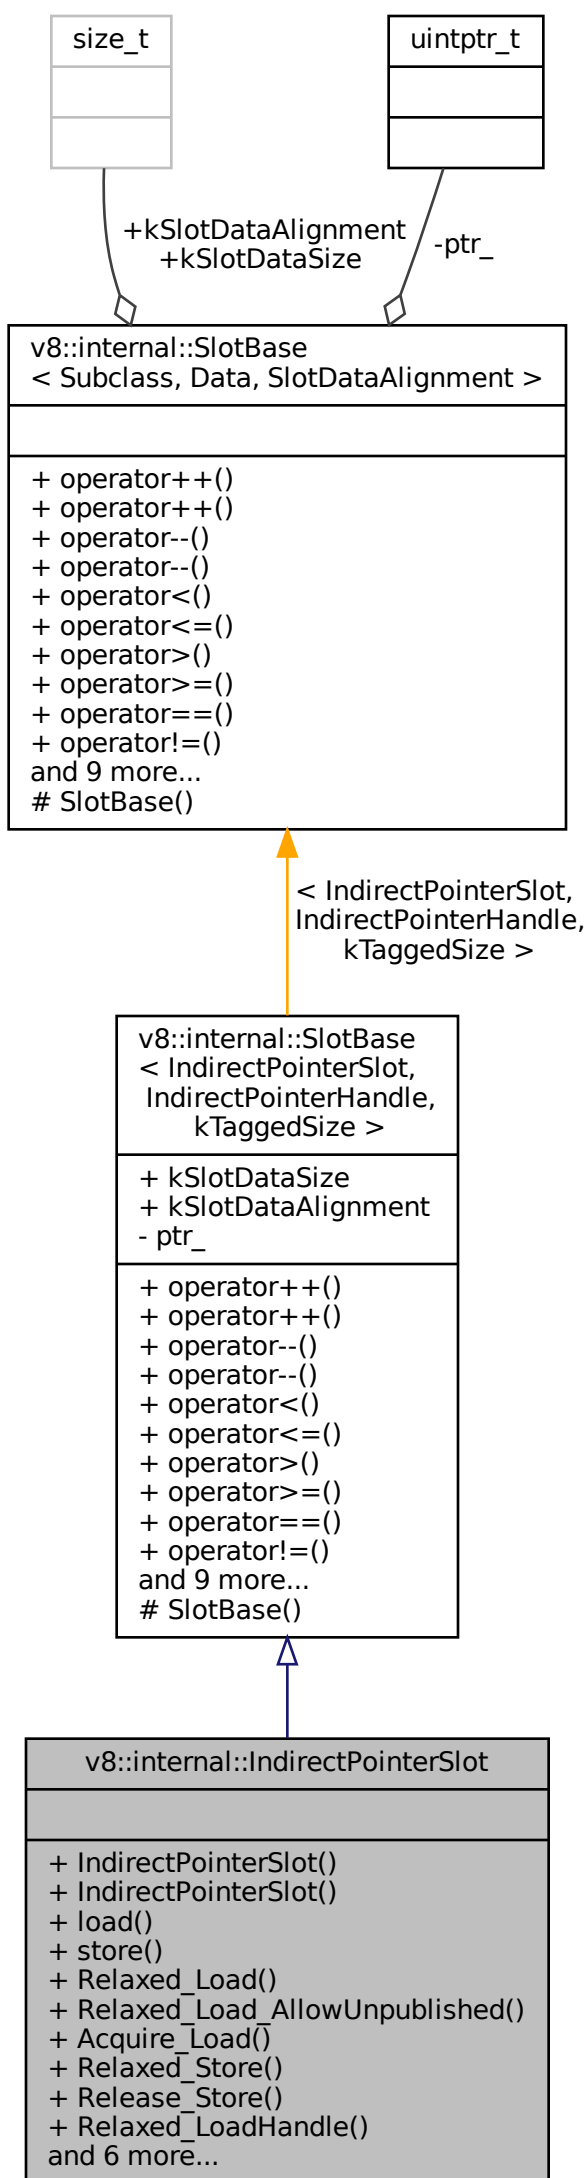 size_t
uintptr_t
+kSlotDataAlignment
+kSlotDataSize
-ptr_
v8::internal::SlotBase
< Subclass, Data, SlotDataAlignment >
+ operator++()
+ operator++()
+ operator--()
+ operator--()
+ operator<()
+ operator<=()
+ operator>()
+ operator>=()
+ operator==()
+ operator!=()
and 9 more...
# SlotBase()
< IndirectPointerSlot,
IndirectPointerHandle,
kTaggedSize >
v8::internal::SlotBase
< IndirectPointerSlot,
IndirectPointerHandle,
kTaggedSize >
+ kSlotDataSize
+ kSlotDataAlignment
- ptr_
+ operator++()
+ operator++()
+ operator--()
+ operator--()
+ operator<()
+ operator<=()
+ operator>()
+ operator>=()
+ operator==()
+ operator!=()
and 9 more...
# SlotBase()
v8::internal::IndirectPointerSlot
+ IndirectPointerSlot()
+ IndirectPointerSlot()
+ load()
+ store()
+ Relaxed_Load()
+ Relaxed_Load_AllowUnpublished()
+ Acquire_Load()
+ Relaxed_Store()
+ Release_Store()
+ Relaxed_LoadHandle()
and 6 more...